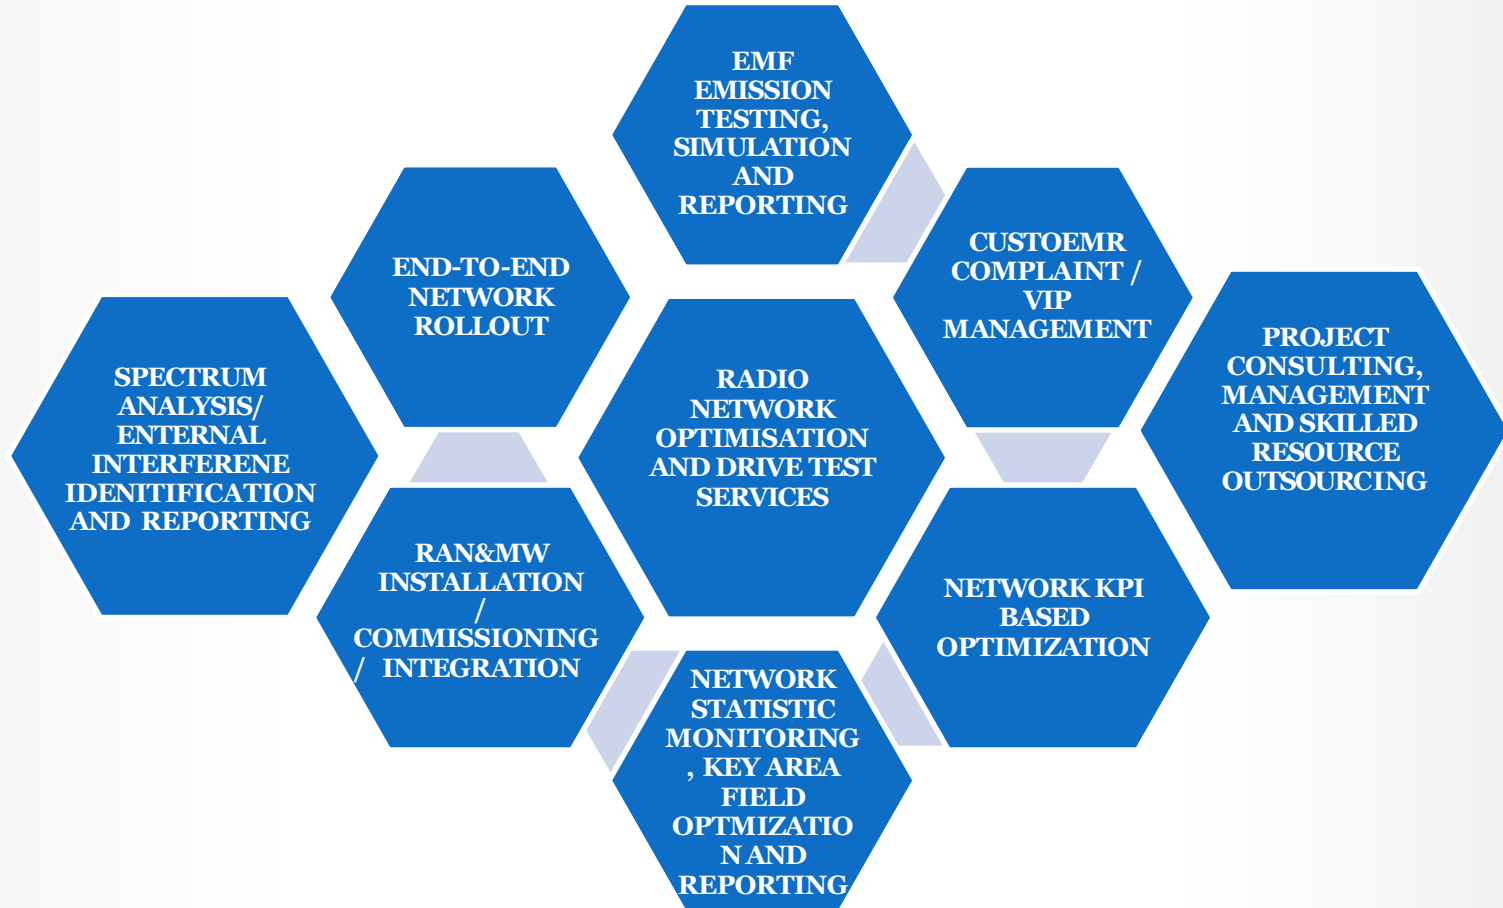 EMF
EMISSION
TESTING,
SIMULATION
AND
REPORTING
END-TO-END
NETWORK
ROLLOUT
CUSTOEMR
COMPLAINT /
VIP
MANAGEMENT
SPECTRUM
ANALYSIS/
ENTERNAL
INTERFERENE
IDENITIFICATION
AND REPORTING
RADIO
NETWORK
OPTIMISATION
AND DRIVE TEST
SERVICES
PROJECT
CONSULTING,
MANAGEMENT
AND SKILLED
RESOURCE
OUTSOURCING
RAN&MW
INSTALLATION
/
COMMISSIONING
/ INTEGRATION
NETWORK KPI
BASED
OPTIMIZATION
NETWORK
STATISTIC
MONITORING
, KEY AREA
FIELD
OPTMIZATIO
N AND
REPORTING